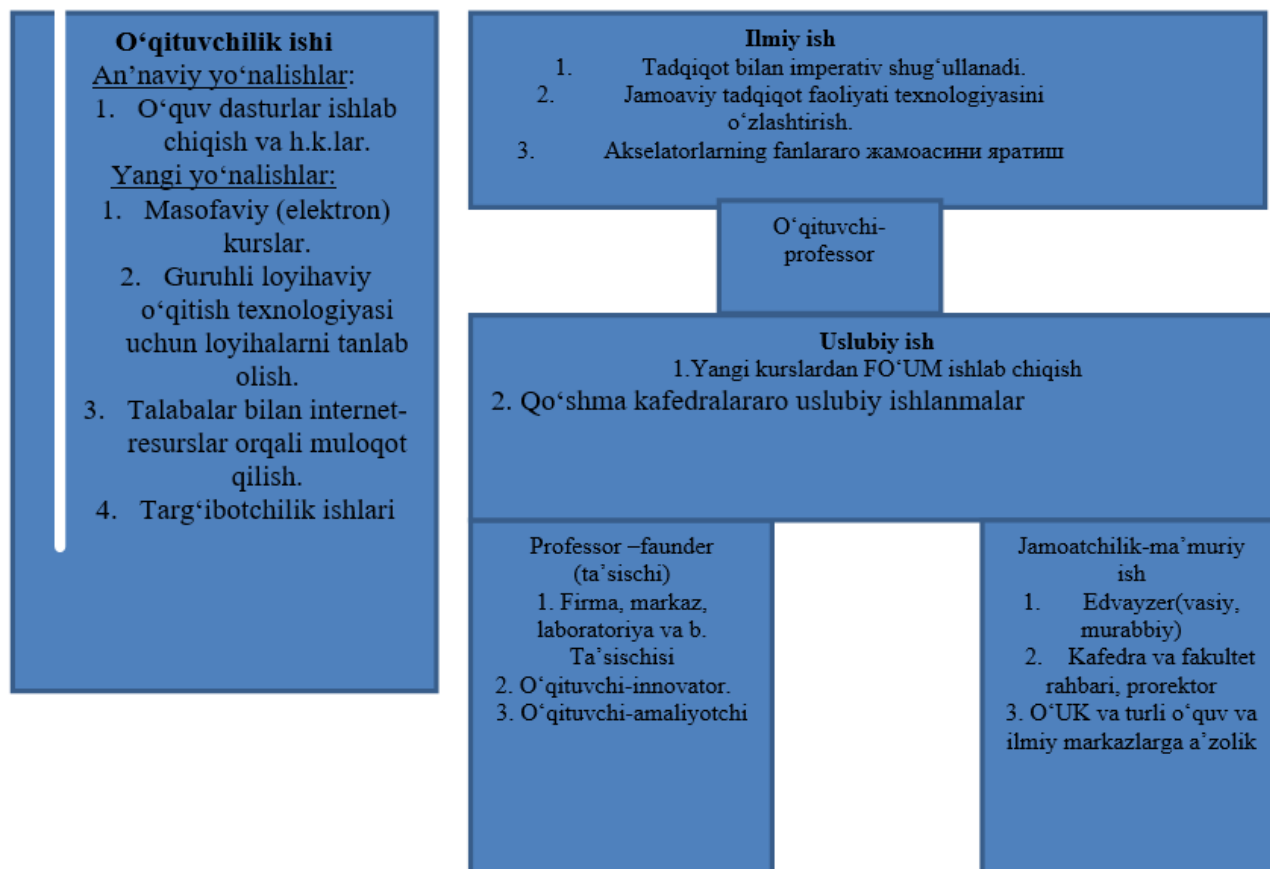 O‘qituvchilik ishi
An’naviy yo‘nalishlar:
1. O‘quv dasturlar ishlab
chiqish va h.k.lar.
Yangi yo‘nalishlar:
1. Masofaviy (elektron)
kurslar.
2. Guruhli loyihaviy
o‘qitish texnologiyasi
uchun loyihalarni tanlab
olish.
3. Talabalar bilan internet-
resurslar orqali muloqot
qilish.
4. Targ‘ibotchilik ishlari
Ilmiy ish
1. Tadqiqot bilan imperativ shug‘ullanadi.
2. Jamoaviy tadqiqot faoliyati texnologiyasini
o‘zlashtirish.
3. Akselatorlarning fanlararo жамоасини яратиш
O‘qituvchi-
professor
Uslubiy ish
1.Yangi kurslardan FO‘UM ishlab chiqish
2. Qo‘shma kafedralararo uslubiy ishlanmalar
Professor –faunder
(ta’sischi)
1. Firma, markaz,
laboratoriya va b.
Ta’sischisi
2. O‘qituvchi-innovator.
3. O‘qituvchi-amaliyotchi
Jamoatchilik-ma’muriy
ish
1. Edvayzer(vasiy,
murabbiy)
2. Kafedra va fakultet
rahbari, prorektor
3. O‘UK va turli o‘quv va
ilmiy markazlarga a’zolik